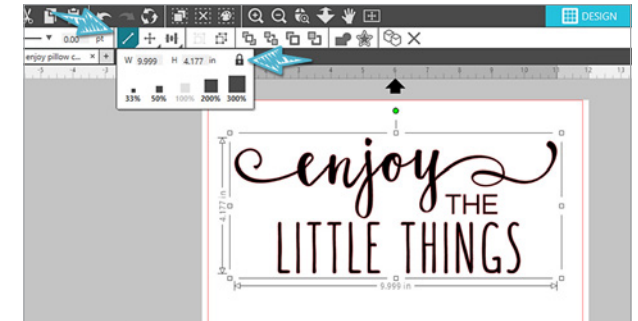 DESIGN
0.00 pt
enjoy pillow c... × +
W 9.999 H 4.177 in
33% 50% 100% 200% 300%
enjoy
THE
LITTLE THINGS
4.177 in
9.999 in